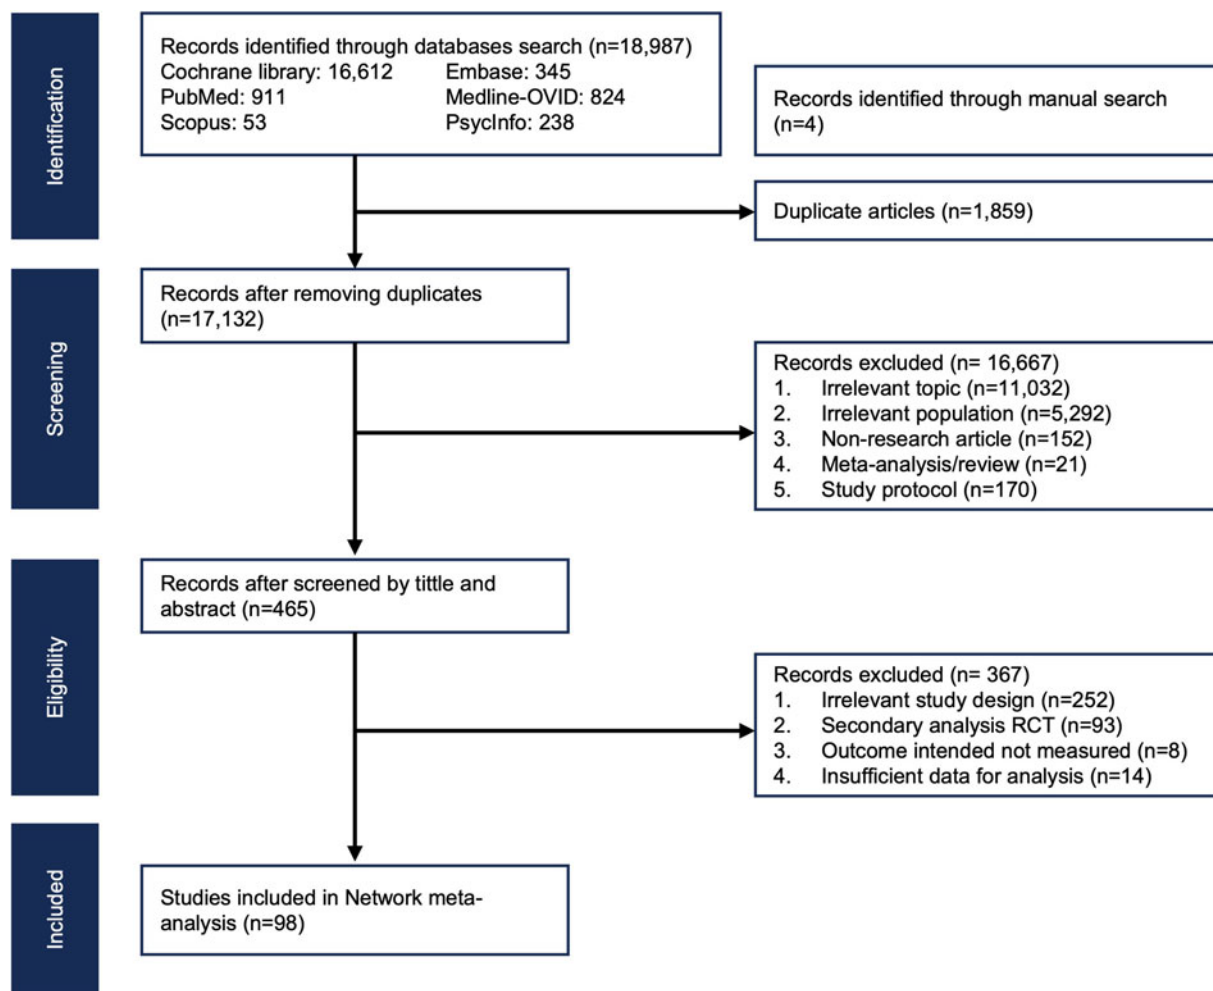 Identification
Records identified through databases search (n=18,987)
Cochrane library: 16,612 Embase: 345
PubMed: 911 Medline-OVID: 824
Scopus: 53 PsycInfo: 238
Records identified through manual search
(n=4)
Duplicate articles (n=1,859)
Screening
Records after removing duplicates
(n=17,132)
Records excluded (n= 16,667)
1. Irrelevant topic (n=11,032)
2. Irrelevant population (n=5,292)
3. Non-research article (n=152)
4. Meta-analysis/review (n=21)
5. Study protocol (n=170)
Eligibility
Records after screened by tittle and
abstract (n=465)
Records excluded (n= 367)
1. Irrelevant study design (n=252)
2. Secondary analysis RCT (n=93)
3. Outcome intended not measured (n=8)
4. Insufficient data for analysis (n=14)
Included
Studies included in Network meta-
analysis (n=98)